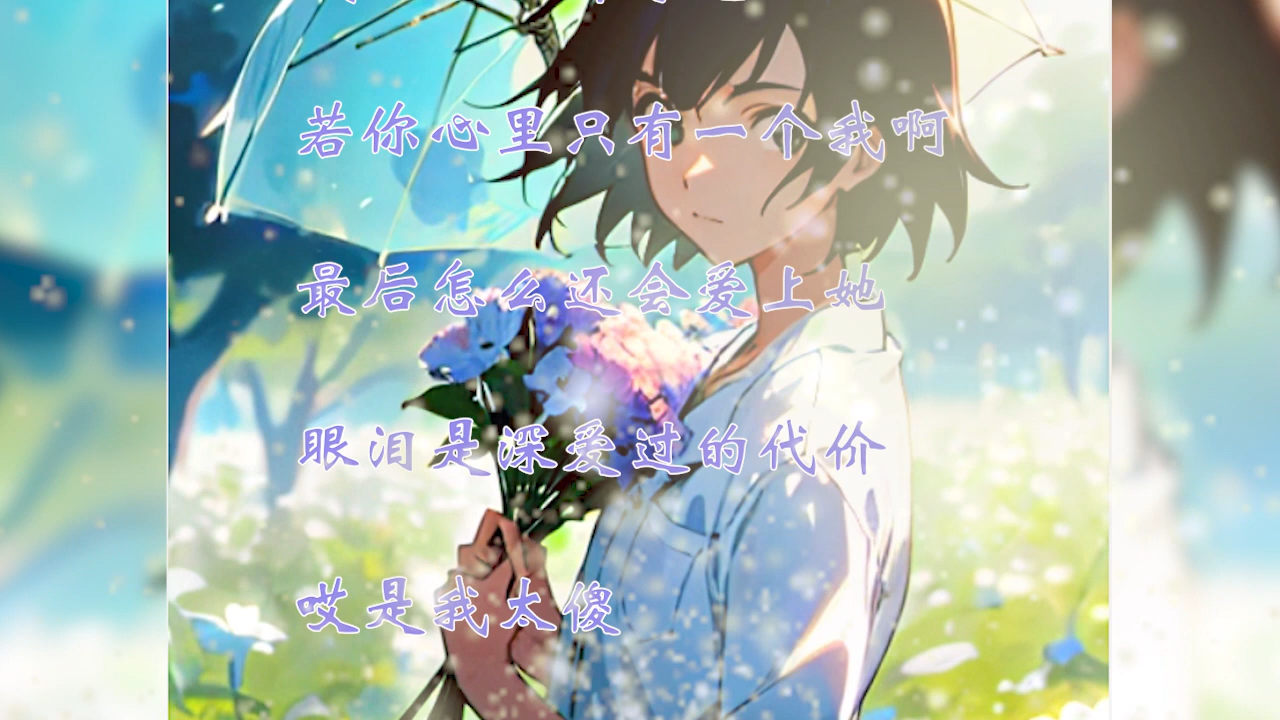 若你心里只有一个我啊
最后怎么还会爱上她
眼泪是深爱过的代价
哎是我太傻